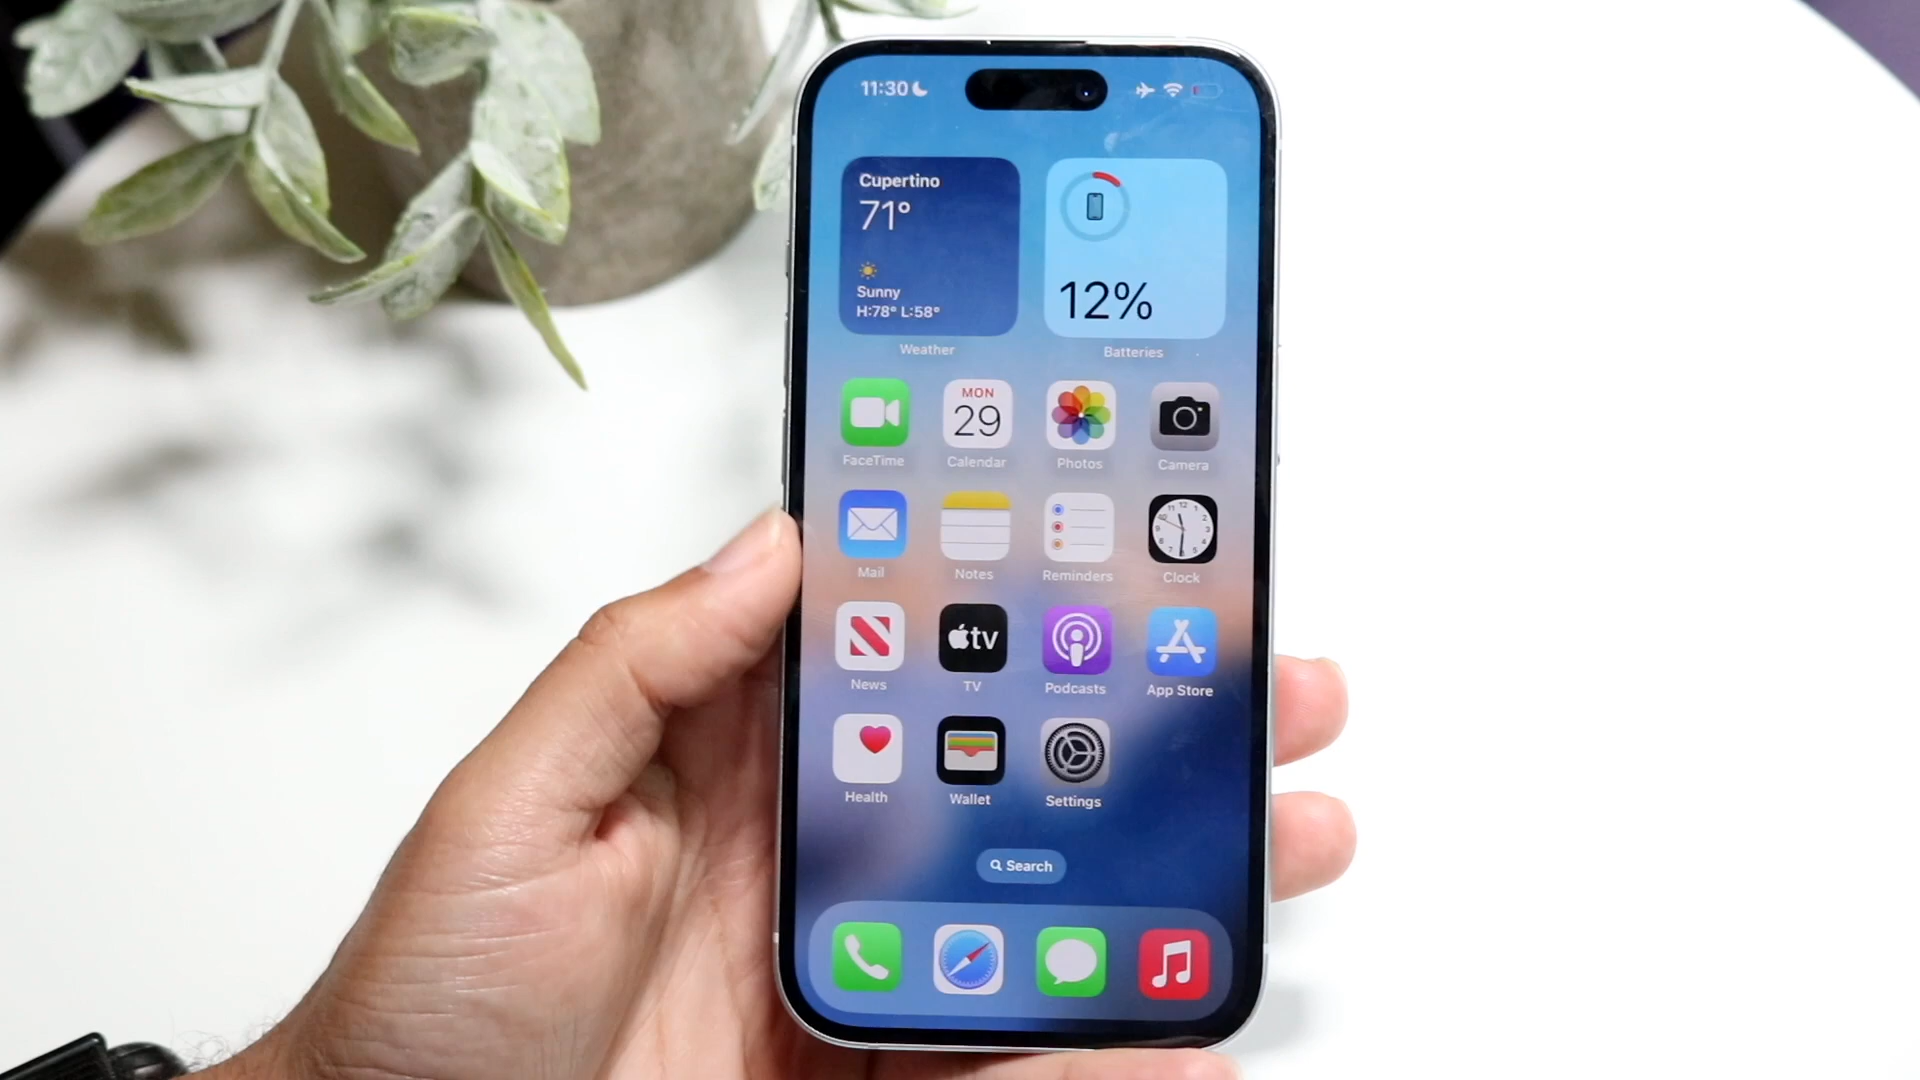 11:30
Cupertino
71°
Sunny
H:78° L:58°
Weather
12%
Batteries
FaceTime
MON
29
Calendar
Photos
Camera
Mail
Notes
Reminders
Clock
News
tv
TV
Podcasts
App Store
Health
Wallet
Settings
Search